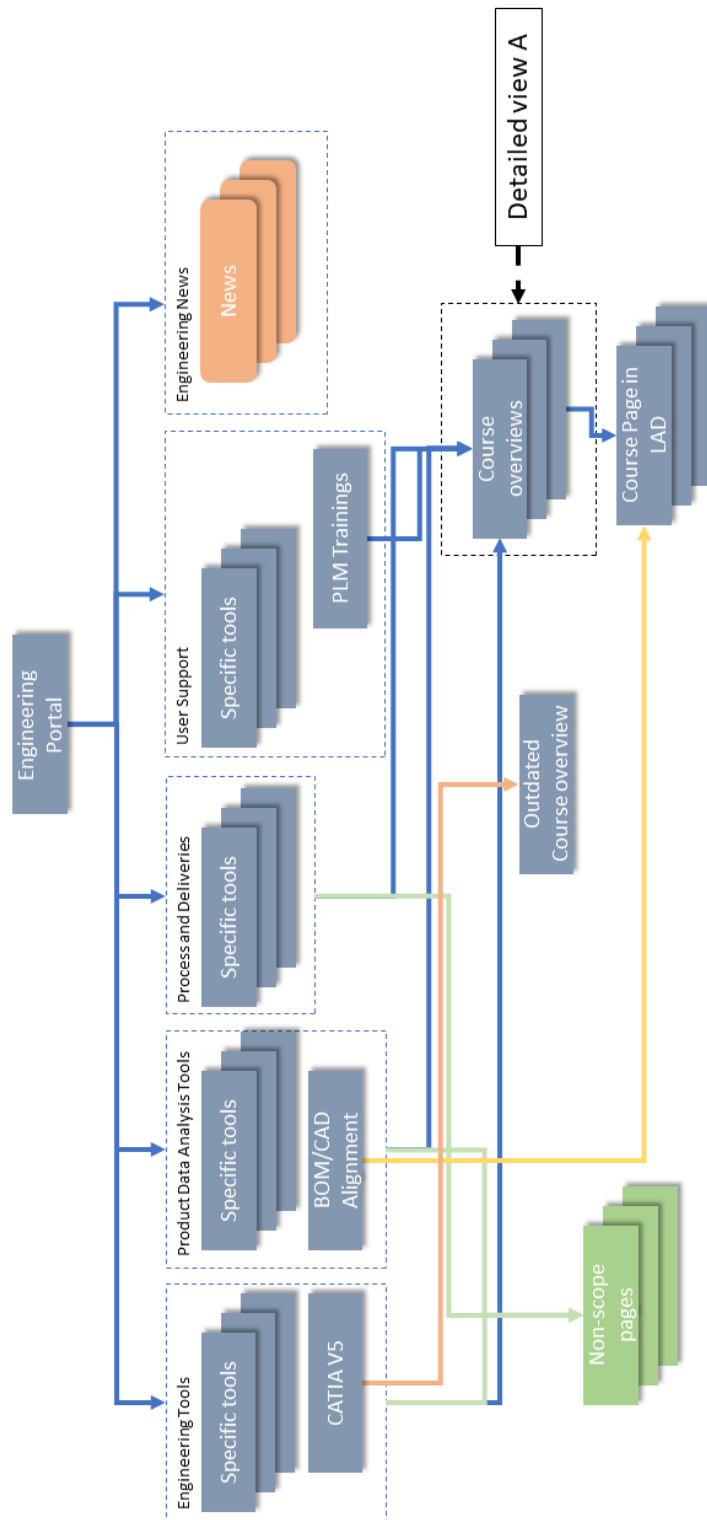 Engineering
Portal
Engineering Tools
Specific tools
CATIA V5
Product Data Analysis Tools
Specific tools
BOM/CAD
Alignment
Process and Deliveries
Specific tools
User Support
Specific tools
PLM Trainings
Engineering News
News
Outdated
Course overview
Course
overviews
Detailed view A
Non-scope
pages
Course Page in
LAD